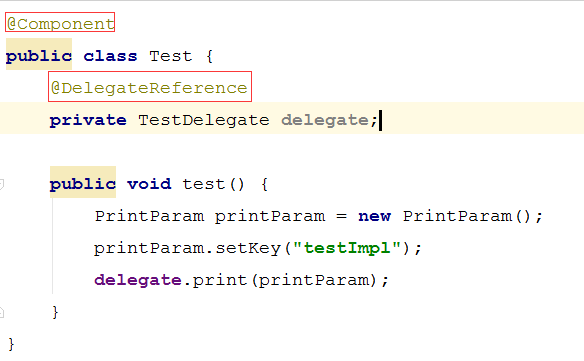 @Component
public class Test {
@DelegateReference
private TestDelegate delegate;
public void test() {
PrintParam printParam = new PrintParam();
printParam.setKey("testImpl");
delegate.print(printParam);
}
}